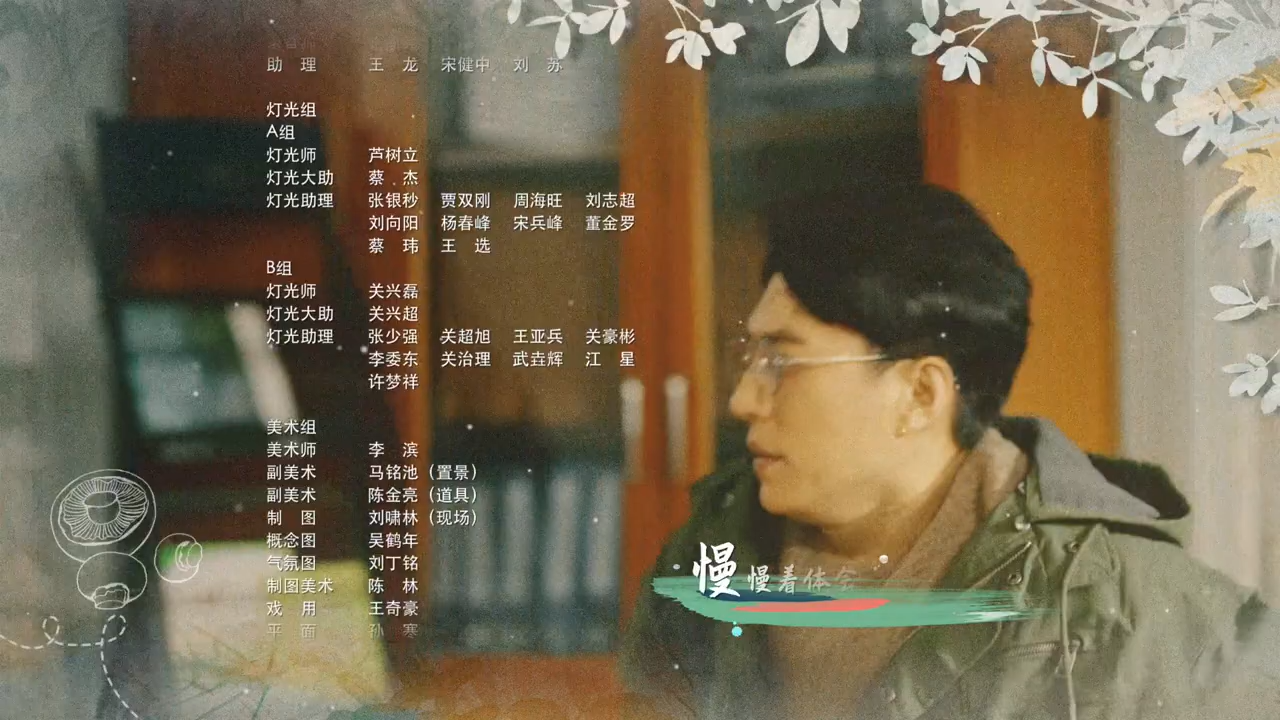 助 理 王 龙 宋健中 刘 苏
灯光组
A组
灯光师 芦树立
灯光大助 蔡 杰
灯光助理 张银秒 贾双刚 周海旺 刘志超
刘向阳 杨春峰 宋兵峰 董金罗
蔡 玮 王 选
B组
灯光师 关兴磊
灯光大助 关兴超
灯光助理 张少强 关超旭 王亚兵 关豪彬
李委东 关治理 武垚辉 江 星
许梦祥
美术组
美术师 李 滨
副美术 马铭池（置景）
副美术 陈金亮（道具）
制 图 刘啸林（现场）
概念图 吴鹤年
气氛图 刘丁铭
制图美术 陈 林
戏 用 王奇豪
平 面 孙 寒
慢 慢着体会